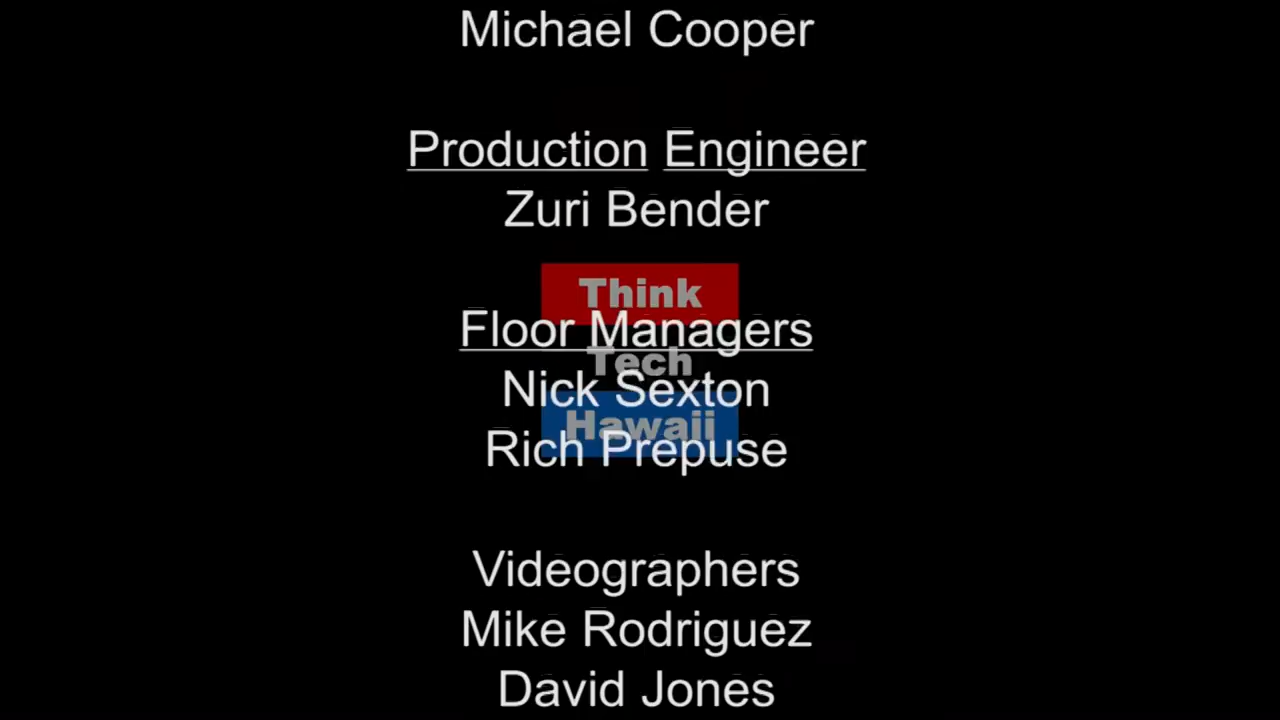 Michael Cooper
Production Engineer
Zuri Bender
Think
Floor Managers
Tech
Nick Sexton
Hawaii
Rich Prepuse
Videographers
Mike Rodriguez
David Jones